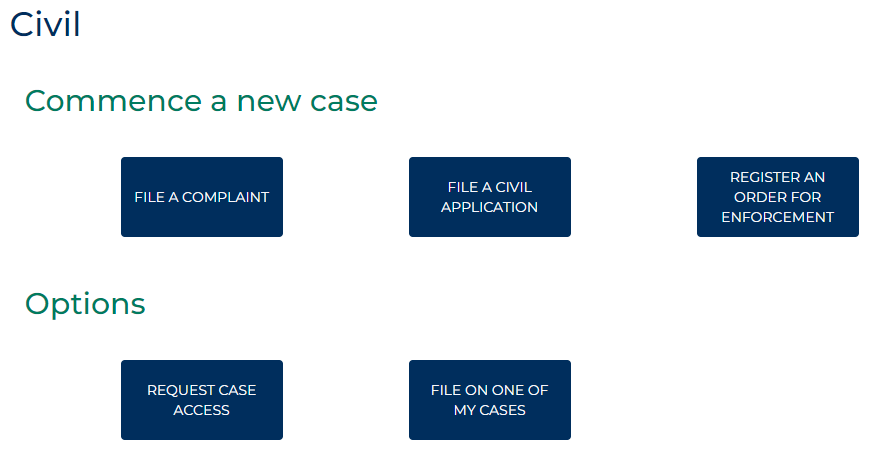 Civil
Commence a new case
FILE A COMPLAINT
FILE A CIVIL
APPLICATION
REGISTER AN
ORDER FOR
ENFORCEMENT
Options
REQUEST CASE
ACCESS
FILE ON ONE OF
MY CASES